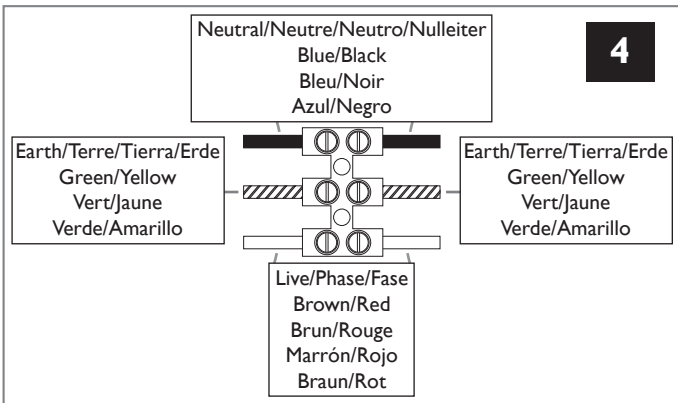 Neutral/Neutre/Neutro/Nulleiter
Blue/Black
Bleu/Noir
Azul/Negro
4
Earth/Terre/Tierra/Erde
Green/Yellow
Vert/Jaune
Verde/Amarillo
Earth/Terre/Tierra/Erde
Green/Yellow
Vert/Jaune
Verde/Amarillo
Live/Phase/Fase
Brown/Red
Brun/Rouge
Marrón/Rojo
Braun/Rot